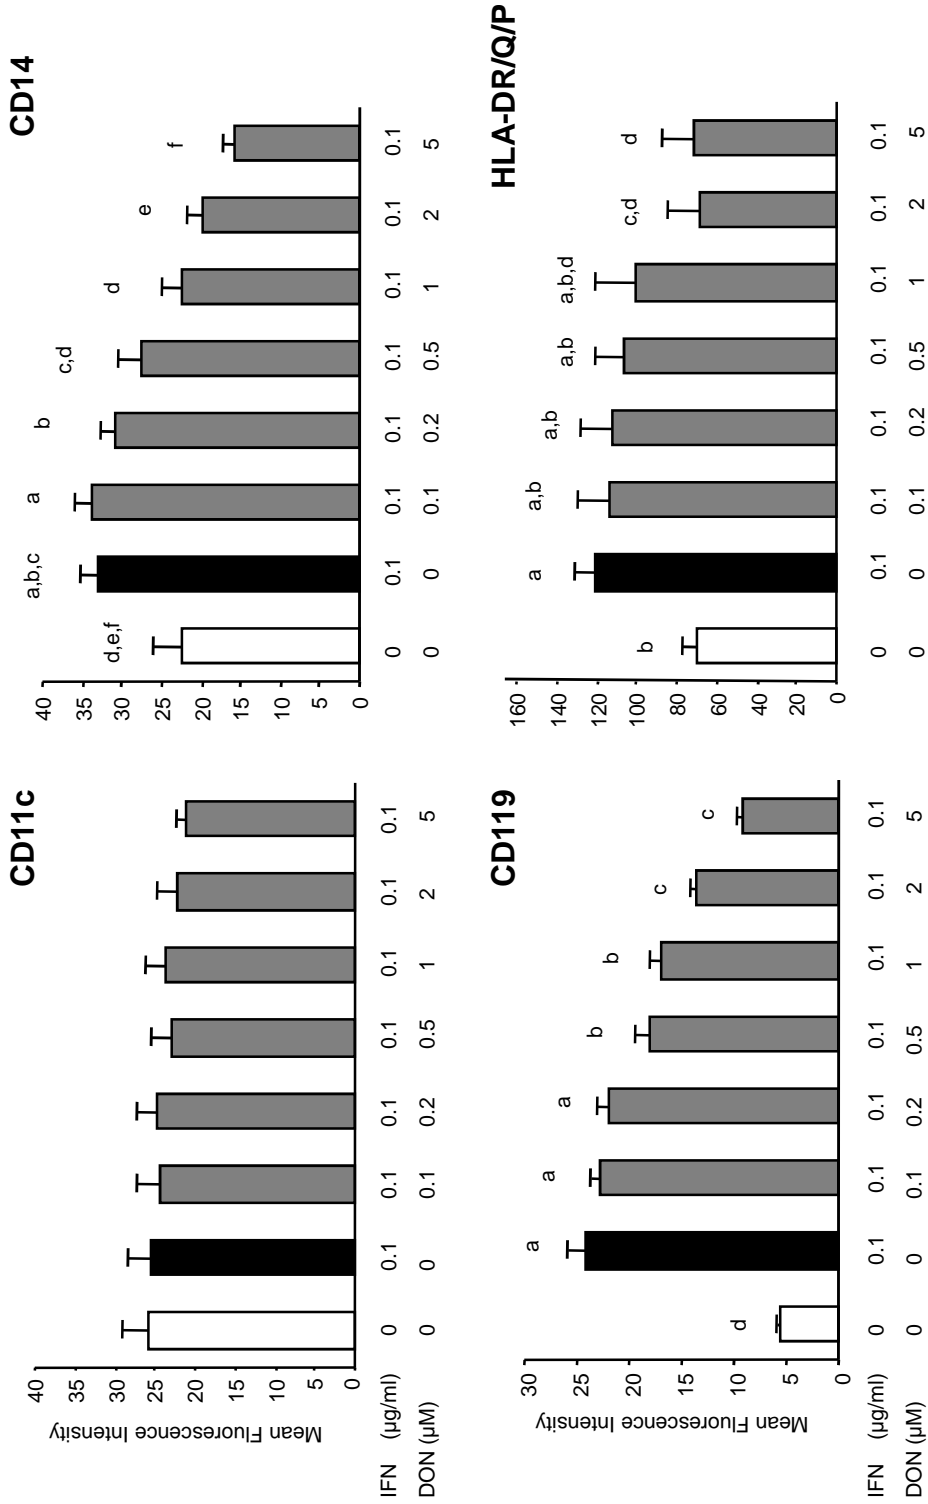 CD11c
Mean Fluorescence Intensity
40
35
30
25
20
15
10
5
0
IFN (µg/ml) 0 0.1 0.1 0.1 0.1 0.1 0.1 0.1
DON (µM) 0 0 0.1 0.2 0.5 1 2 5
CD14
40
35
30
25
20
15
10
5
0
d,e,f a,b,c a b c,d d e f
0 0.1 0.1 0.1 0.1 0.1 0.1 0.1
0 0 0.1 0.2 0.5 1 2 5
CD119
Mean Fluorescence Intensity
30
25
20
15
10
5
0
d a a a b b c c
IFN (µg/ml) 0 0.1 0.1 0.1 0.1 0.1 0.1 0.1
DON (µM) 0 0 0.1 0.2 0.5 1 2 5
HLA-DR/Q/P
160
140
120
100
80
60
40
20
0
b a a,b a,b a,b a,b,d c,d d
0 0.1 0.1 0.1 0.1 0.1 0.1 0.1
0 0 0.1 0.2 0.5 1 2 5